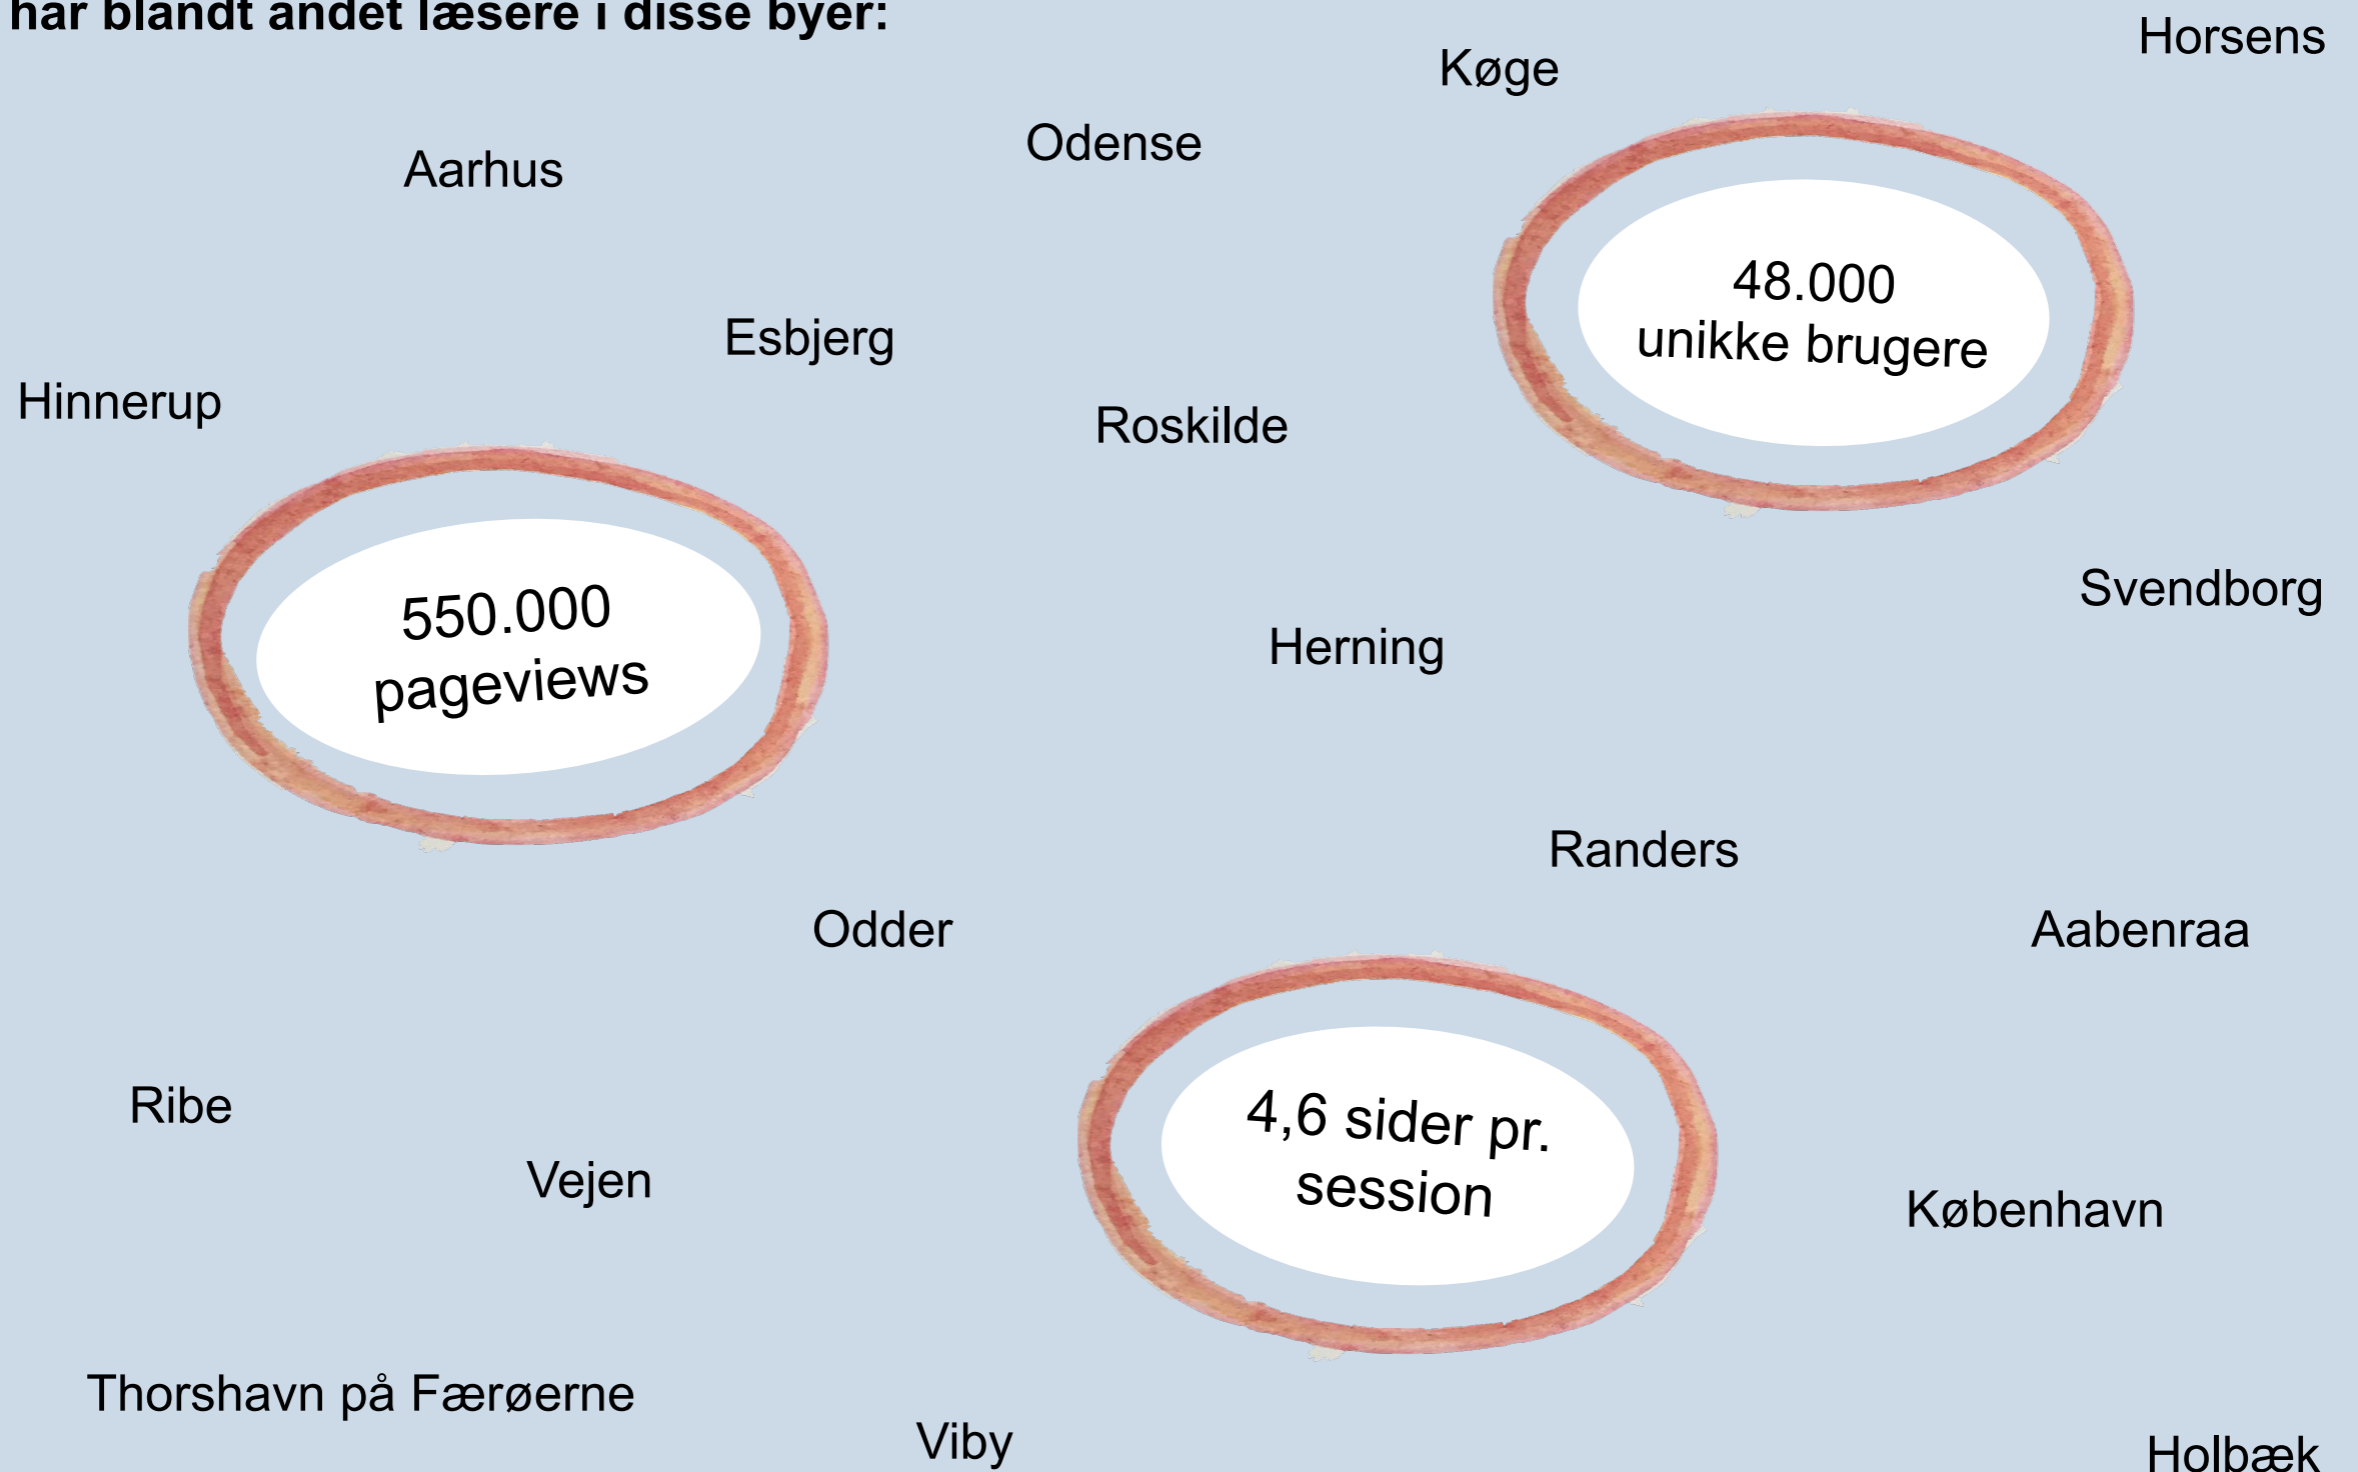 har blandt andet læsere i disse byer:
Horsens
Køge
Odense
Aarhus
48.000
unikke brugere
Esbjerg
Hinnerup
Roskilde
550.000
pageviews
Svendborg
Herning
Randers
Odder
Aabenraa
Ribe
4,6 sider pr.
session
Vejen
København
Thorshavn på Færøerne
Viby
Holbæk